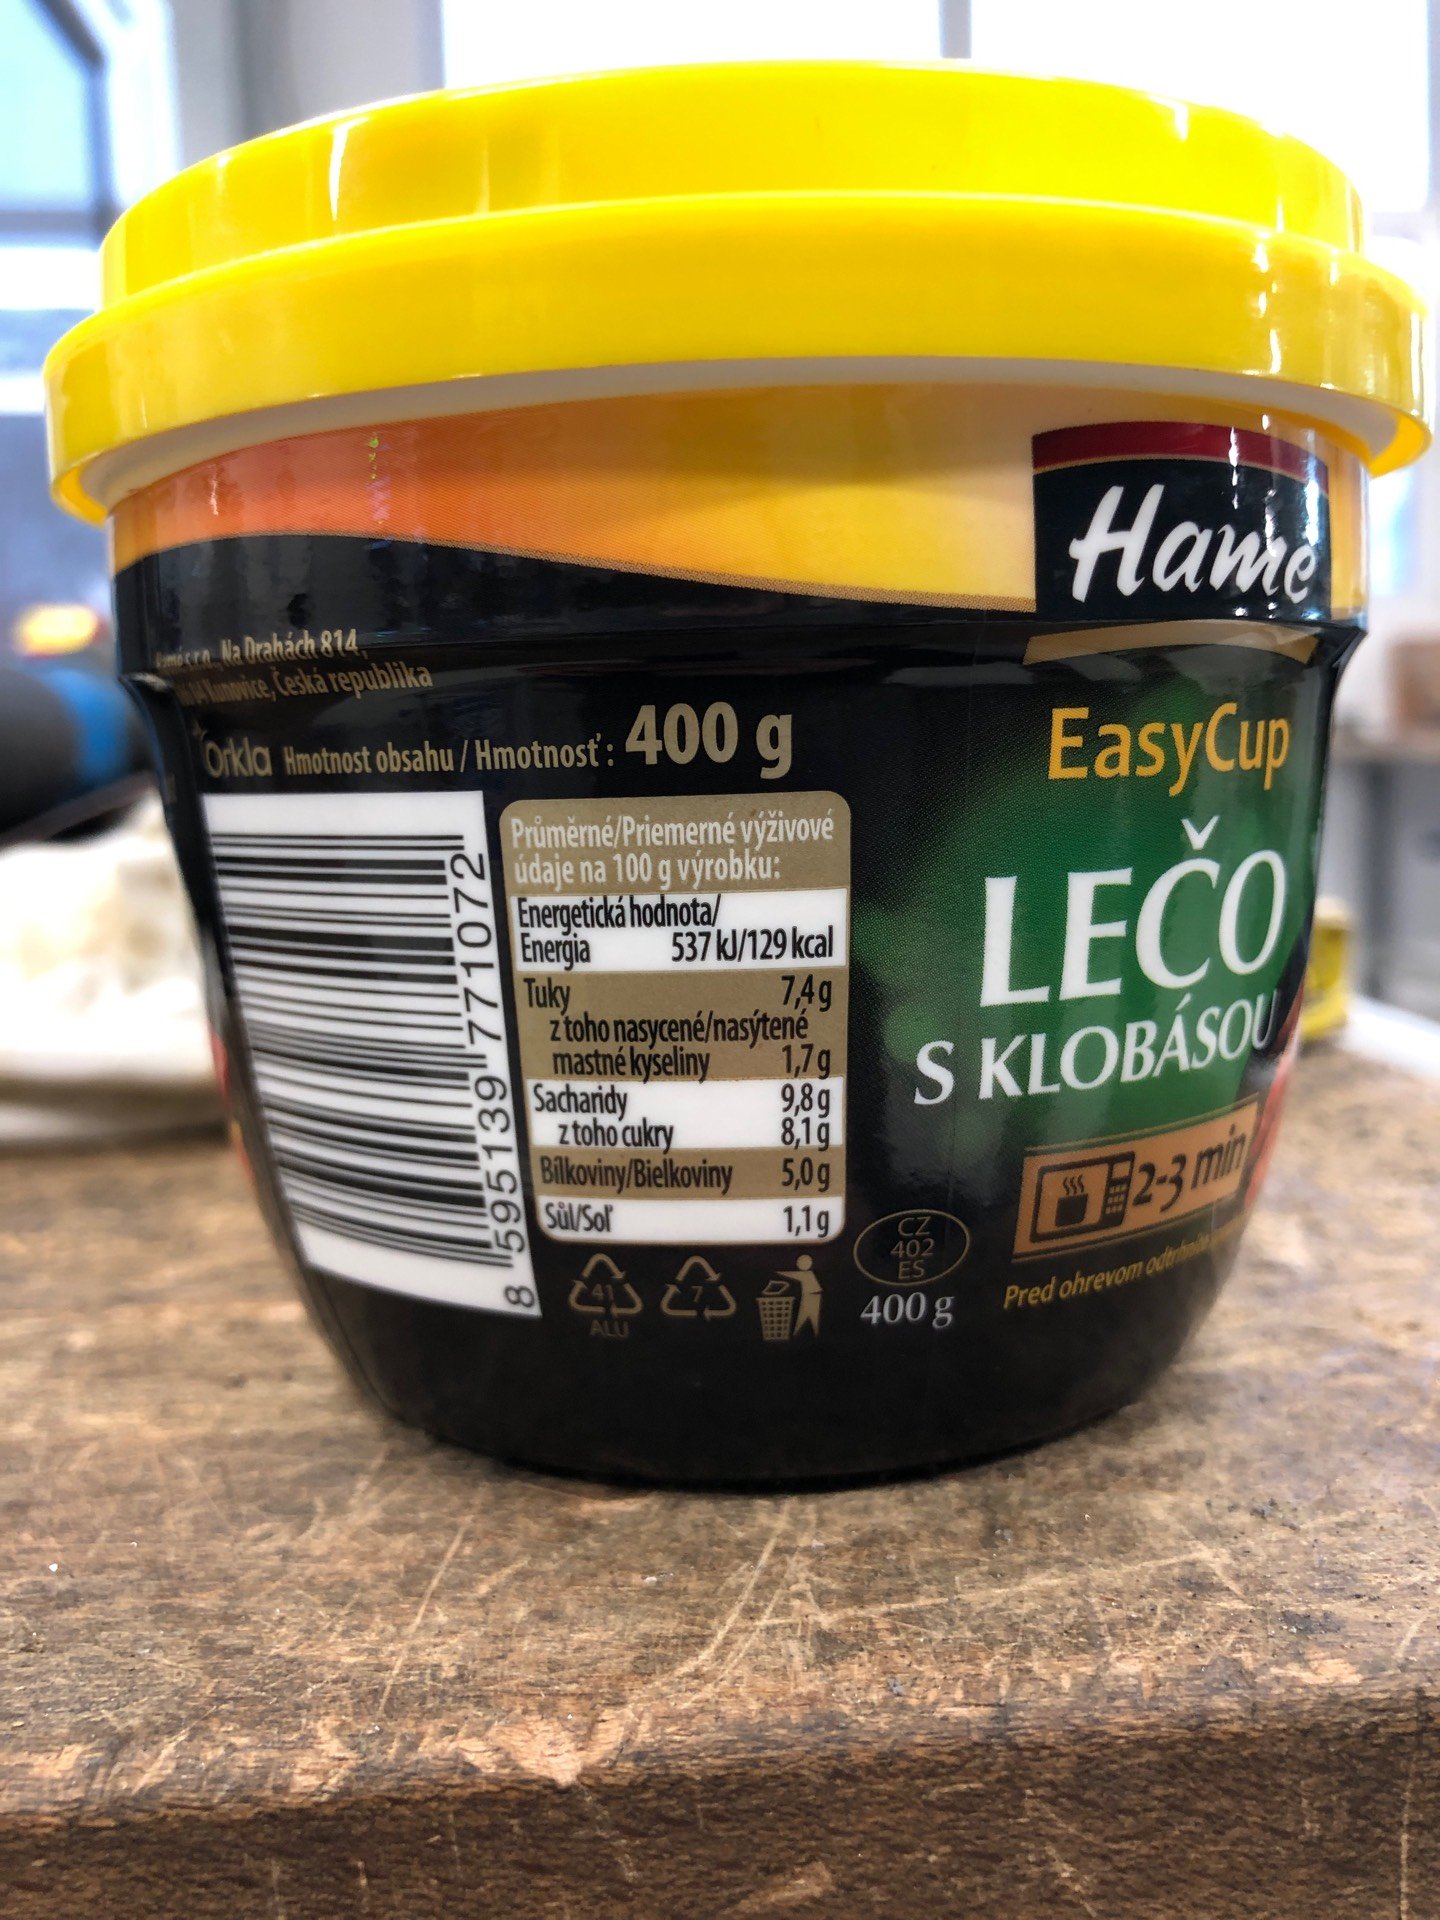 Hamé
Hamé s.r.o., Na Drahách 814,
Kunovice, Česká republika
Orkla Hmotnost obsahu / Hmotnosť: 400 g
8 595139 771072
Průměrné/Priemerné výživové
údaje na 100 g výrobku:
Energetická hodnota/
Energia 537 kJ/129 kcal
Tuky 7,4 g
z toho nasycené/nasýtené
mastné kyseliny 1,7 g
Sacharidy 9,8 g
z toho cukry 8,1 g
Bílkoviny/Bielkoviny 5,0 g
Sůl/Soľ 1,1 g
41
ALU
7
CZ
402
ES
400 g
EasyCup
LEČO
S KLOBÁSOU
2-3 min
Pred ohrevom